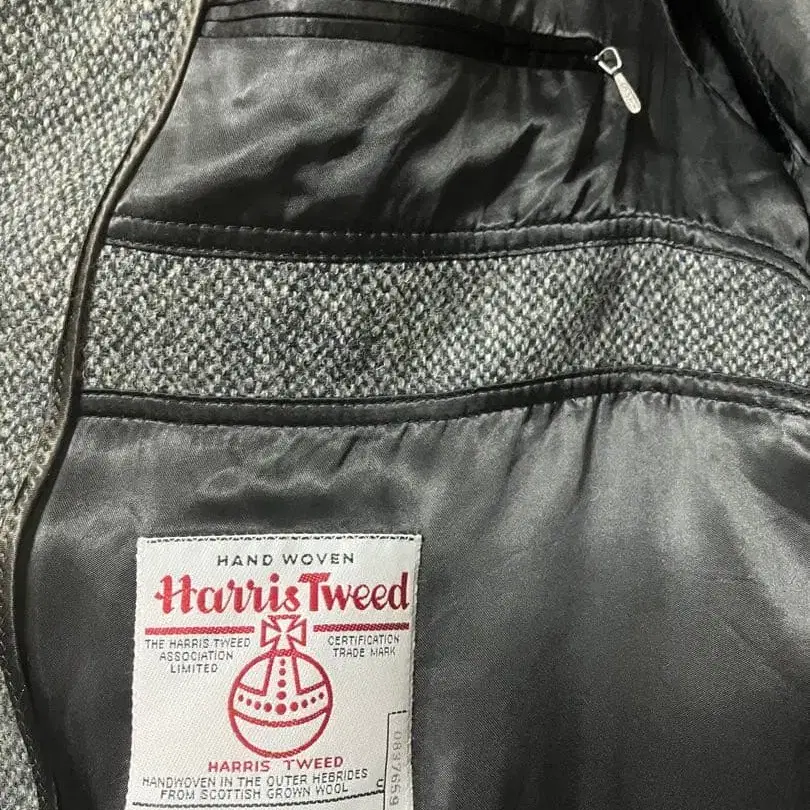 HAND WOVEN
Harris Tweed
THE HARRIS TWEED
ASSOCIATION
LIMITED
CERTIFICATION
TRADE MARK
HARRIS TWEED
HANDWOVEN IN THE OUTER HEBRIDES
FROM SCOTTISH GROWN WOOL
0837659